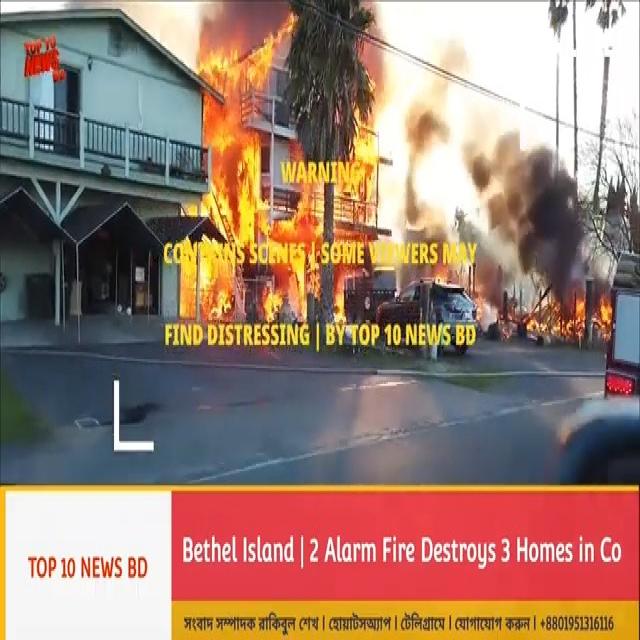 TOP 10
NEWS
BD
WARNING
CONTAINS SCENES | SOME VIEWERS MAY
FIND DISTRESSING | BY TOP 10 NEWS BD
TOP 10 NEWS BD
Bethel Island | 2 Alarm Fire Destroys 3 Homes in Co
সংবাদ সম্পাদক রাকিবুল শেখ | হোয়াটসঅ্যাপ | টেলিগ্রামে | যোগাযোগ করুন | +8801951316116